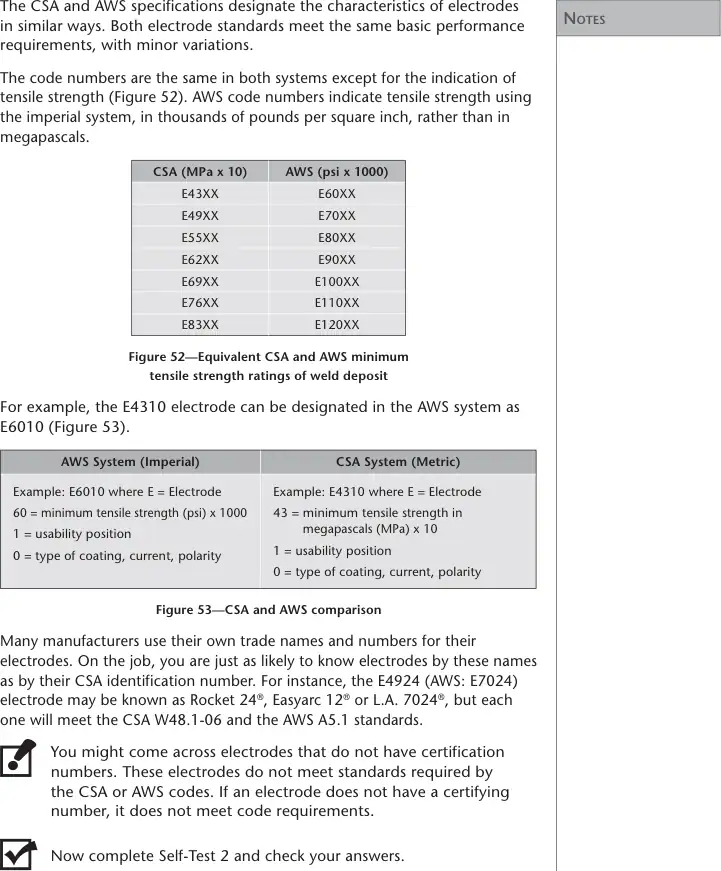 The CSA and AWS specifications designate the characteristics of electrodes
in similar ways. Both electrode standards meet the same basic performance
requirements, with minor variations.
NOTES
The code numbers are the same in both systems except for the indication of
tensile strength (Figure 52). AWS code numbers indicate tensile strength using
the imperial system, in thousands of pounds per square inch, rather than in
megapascals.
CSA (MPa x 10) AWS (psi x 1000)
E43XX E60XX
E49XX E70XX
E55XX E80XX
E62XX E90XX
E69XX E100XX
E76XX E110XX
E83XX E120XX
Figure 52—Equivalent CSA and AWS minimum
tensile strength ratings of weld deposit
For example, the E4310 electrode can be designated in the AWS system as
E6010 (Figure 53).
AWS System (Imperial)
Example: E6010 where E = Electrode
60 = minimum tensile strength (psi) x 1000
1 = usability position
0 = type of coating, current, polarity
CSA System (Metric)
Example: E4310 where E = Electrode
43 = minimum tensile strength in
megapascals (MPa) x 10
1 = usability position
0 = type of coating, current, polarity
Figure 53—CSA and AWS comparison
Many manufacturers use their own trade names and numbers for their
electrodes. On the job, you are just as likely to know electrodes by these names
as by their CSA identification number. For instance, the E4924 (AWS: E7024)
electrode may be known as Rocket 24®, Easyarc 12® or L.A. 7024®, but each
one will meet the CSA W48.1-06 and the AWS A5.1 standards.
You might come across electrodes that do not have certification
numbers. These electrodes do not meet standards required by
the CSA or AWS codes. If an electrode does not have a certifying
number, it does not meet code requirements.
Now complete Self-Test 2 and check your answers.